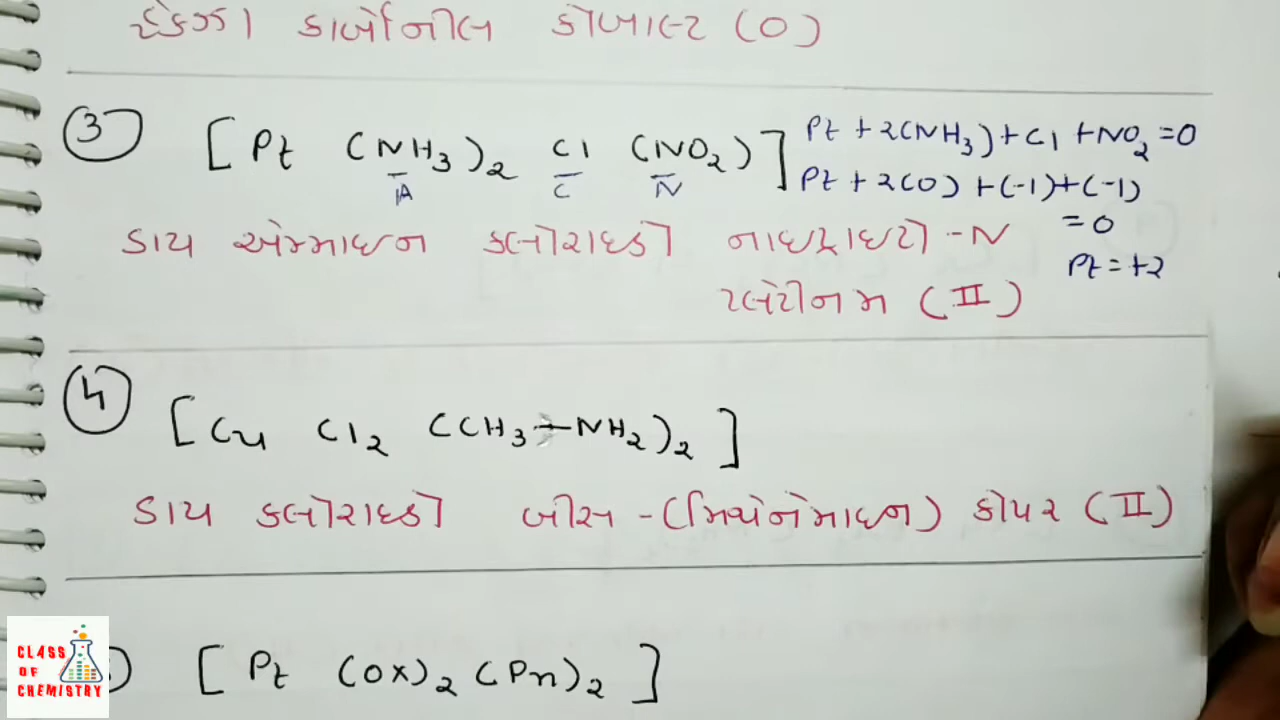 હેક્ઝા કાર્બોનીલ કોબાલ્ટ (0)
③ [Pt (NH₃)₂ Cl (NO₂)] Pt + 2(NH₃) + Cl + NO₂ = 0
A C N Pt + 2(0) + (-1) + (-1)
= 0
ડાય એમ્માઇન ક્લોરાઇડો નાઇટ્રાઇટો -N
Pt = +2
પ્લેટીનમ (II)
④ [Cu Cl₂ (CH₃-NH₂)₂]
ડાય ક્લોરાઇડો બીસ -(મિથેનેમાઇન) કોપર (II)
[Pt (ox)₂ (Pn)₂]
CLASS
OF
CHEMISTRY